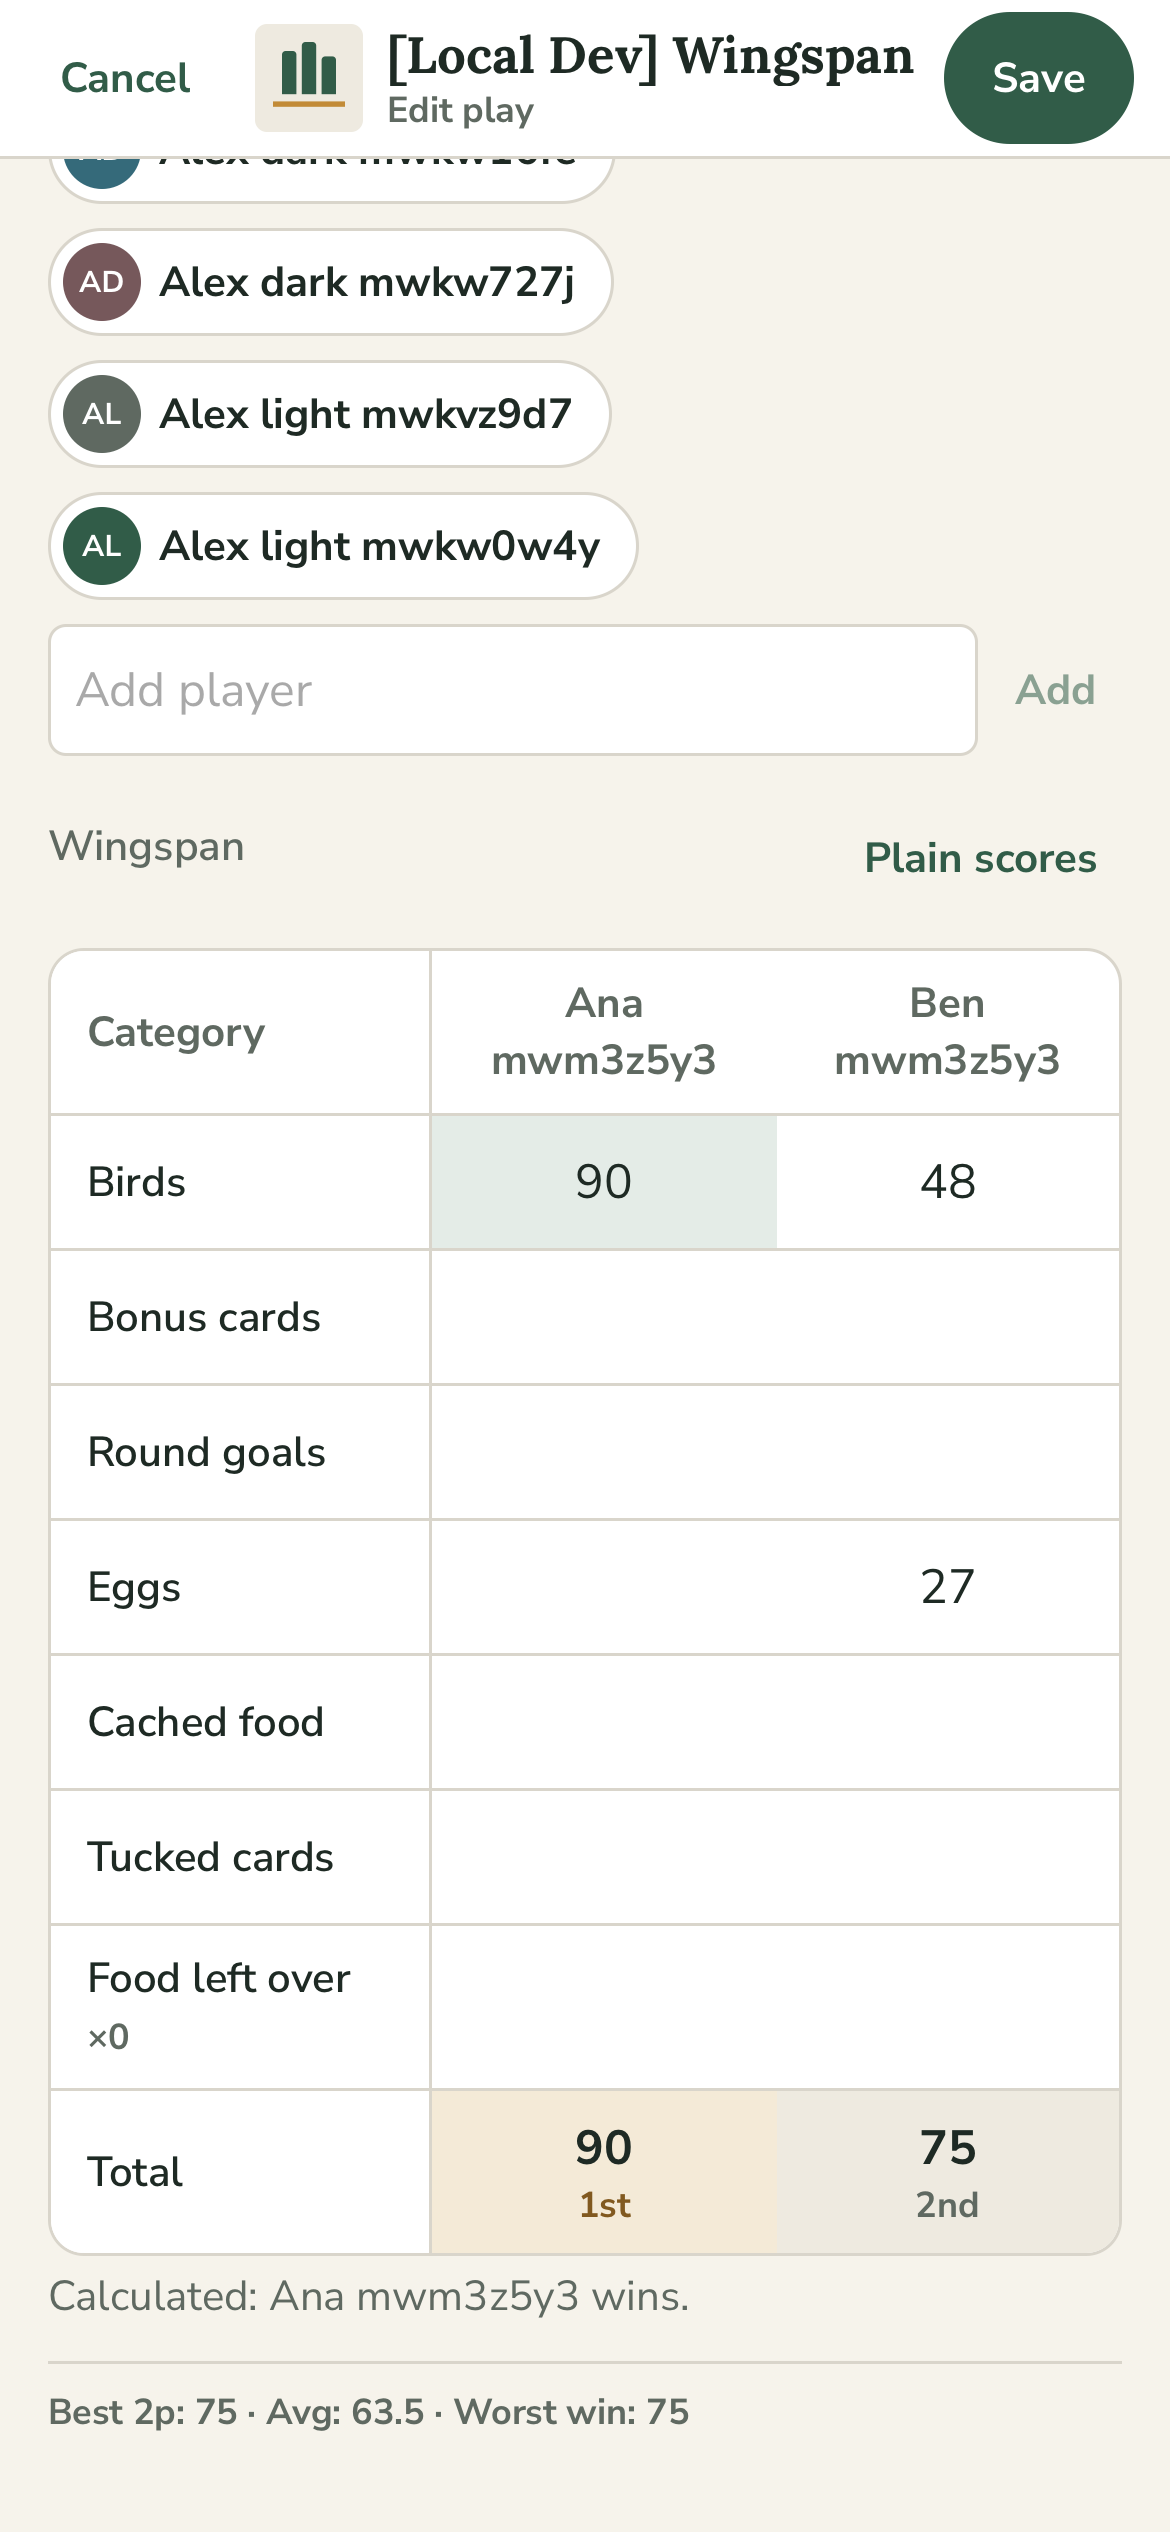 Cancel
[Local Dev] Wingspan
Edit play
Save
AD
Alex dark mwkw727j
AL
Alex light mwkvz9d7
AL
Alex light mwkw0w4y
Add player
Add
Wingspan
Plain scores
Category
Ana
mwm3z5y3
Ben
mwm3z5y3
Birds
90
48
Bonus cards
Round goals
Eggs
27
Cached food
Tucked cards
Food left over
×0
Total
90
75
1st
2nd
Calculated: Ana mwm3z5y3 wins.
Best 2p: 75 · Avg: 63.5 · Worst win: 75